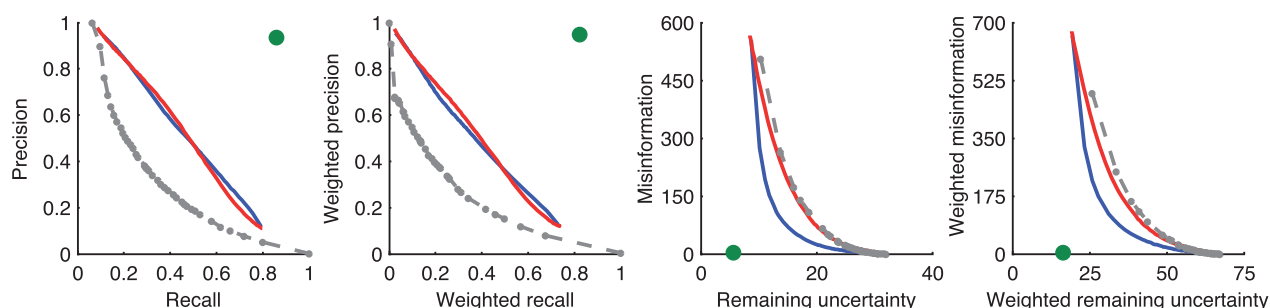 Precision
1
0.8
0.6
0.4
0.2
0
0 0.2 0.4 0.6 0.8 1
Recall
Weighted precision
1
0.8
0.6
0.4
0.2
0
0 0.2 0.4 0.6 0.8 1
Weighted recall
Misinformation
600
450
300
150
0
0 20 40
Remaining uncertainty
Weighted misinformation
700
525
350
175
0
0 25 50 75
Weighted remaining uncertainty